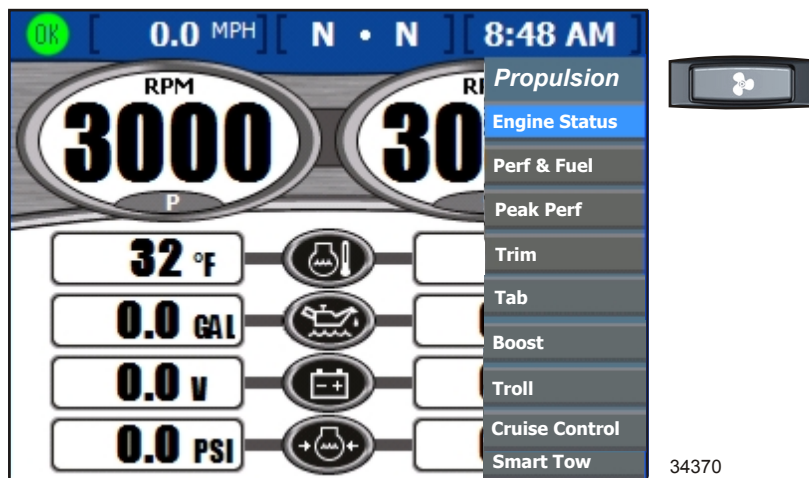 OK 0.0 MPH N • N 8:48 AM
Propulsion
RPM
3000
P
30
Engine Status
Perf & Fuel
Peak Perf
Trim
Tab
Boost
Troll
Cruise Control
Smart Tow
32 °F
0.0 GAL
0.0 V
0.0 PSI
34370